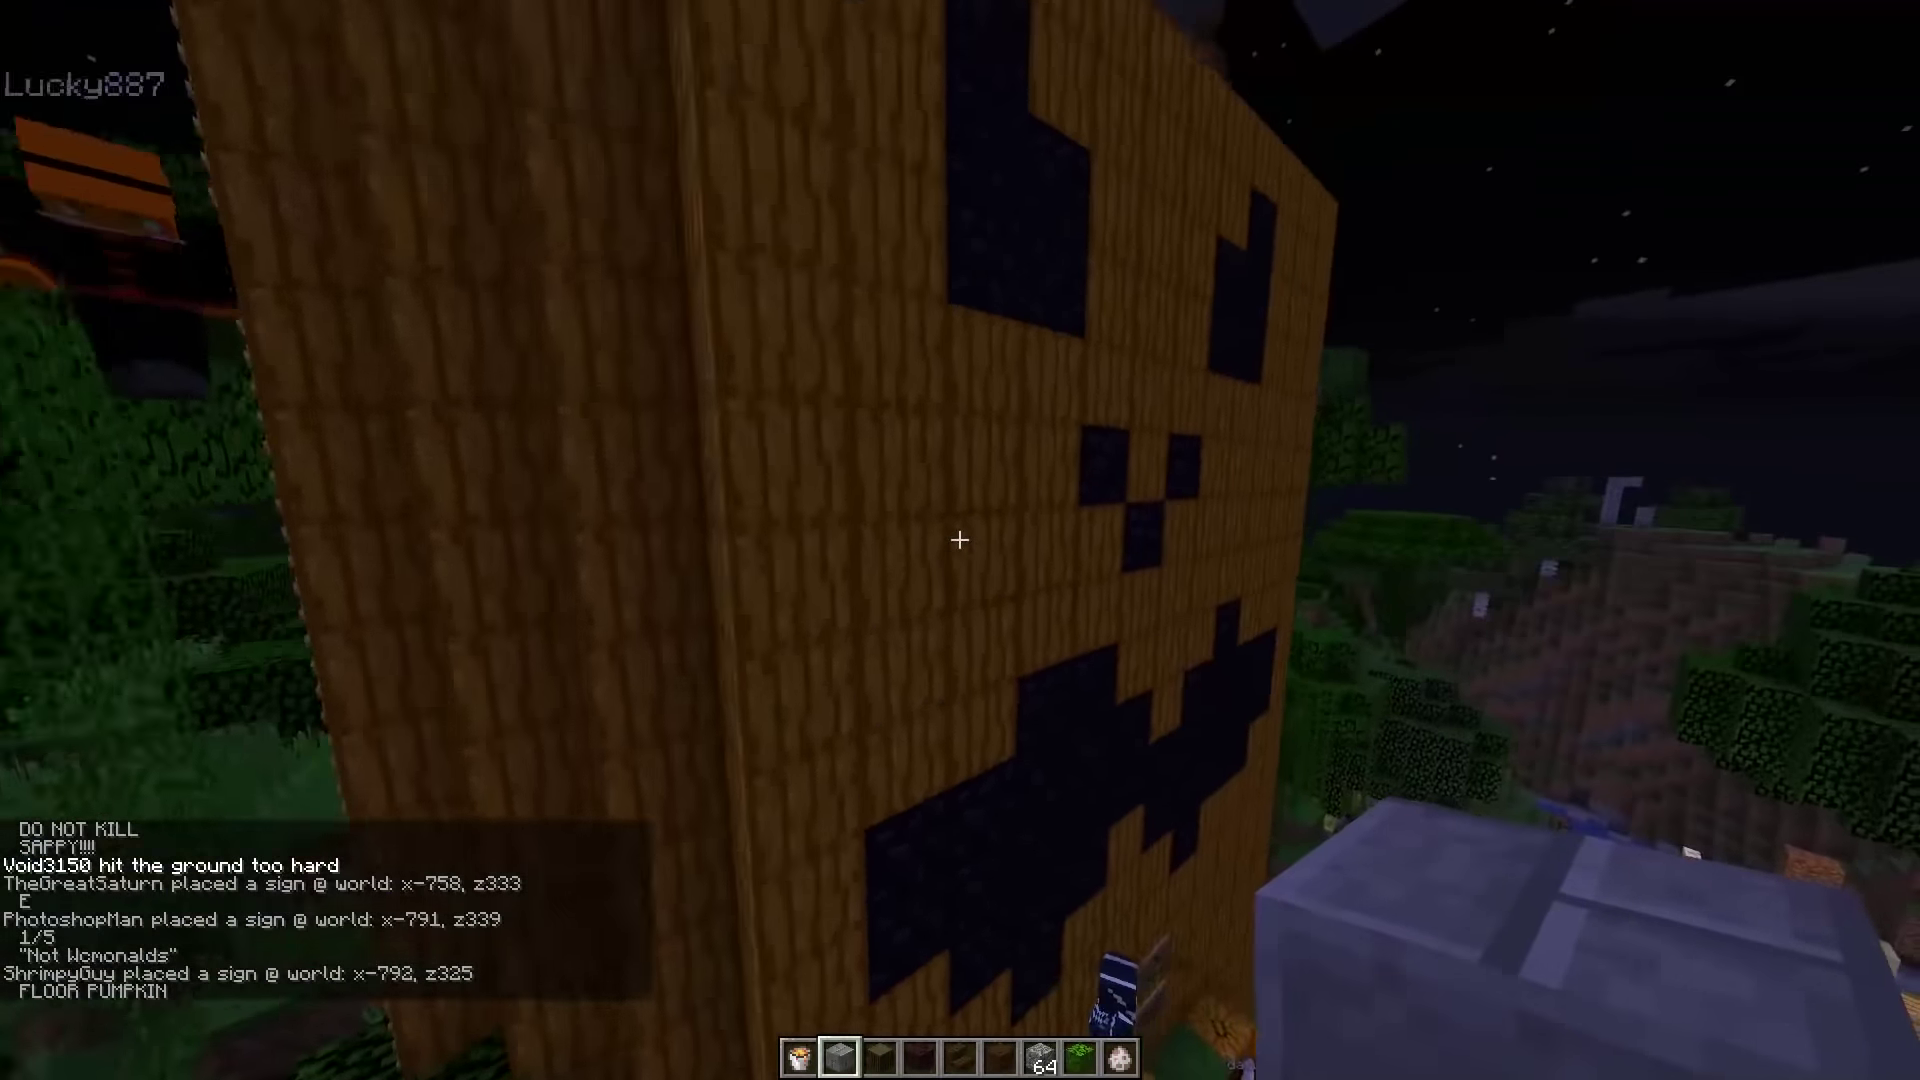 Lucky887
DO NOT KILL
SAPPY!!!!
Void3150 hit the ground too hard
TheGreatSaturn placed a sign @ world: x-758, z333
E
PhotoshopMan placed a sign @ world: x-791, z339
1/5
"Not Wcmonalds"
ShrimpyGuy placed a sign @ world: x-792, z325
FLOOR PUMPKIN
64